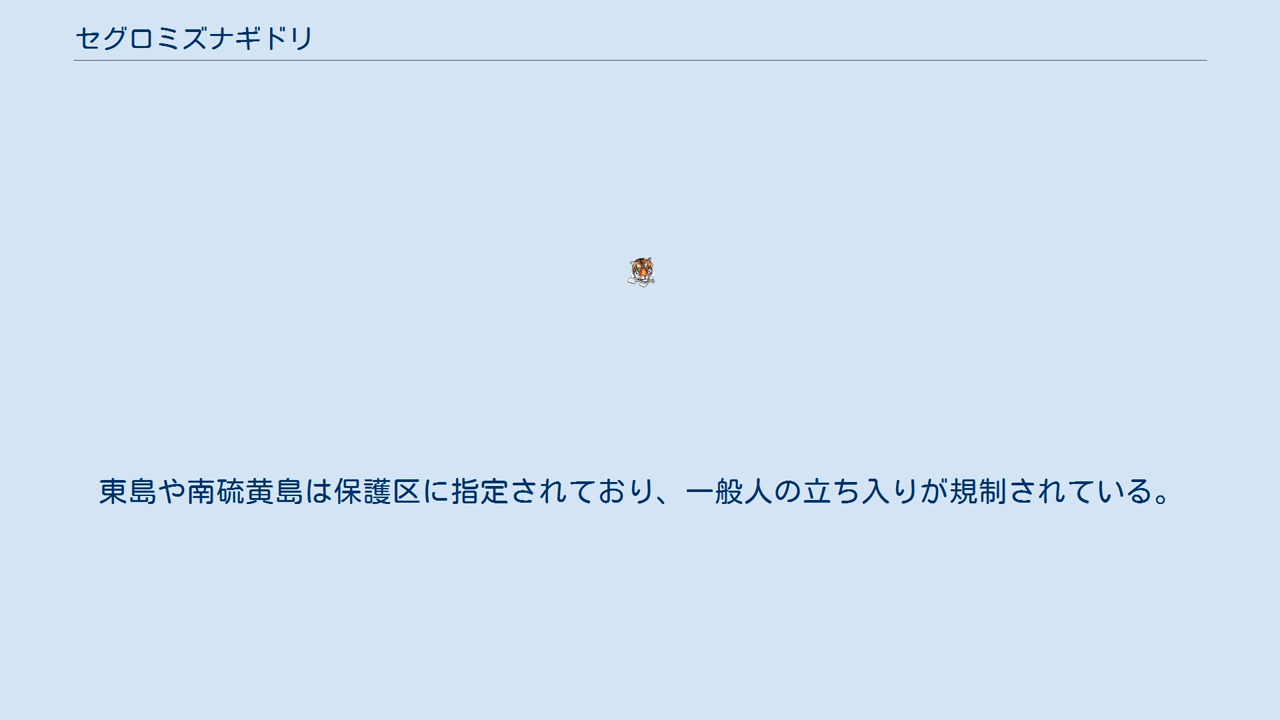 セグロミズナギドリ
東島や南硫黄島は保護区に指定されており、一般人の立ち入りが規制されている。